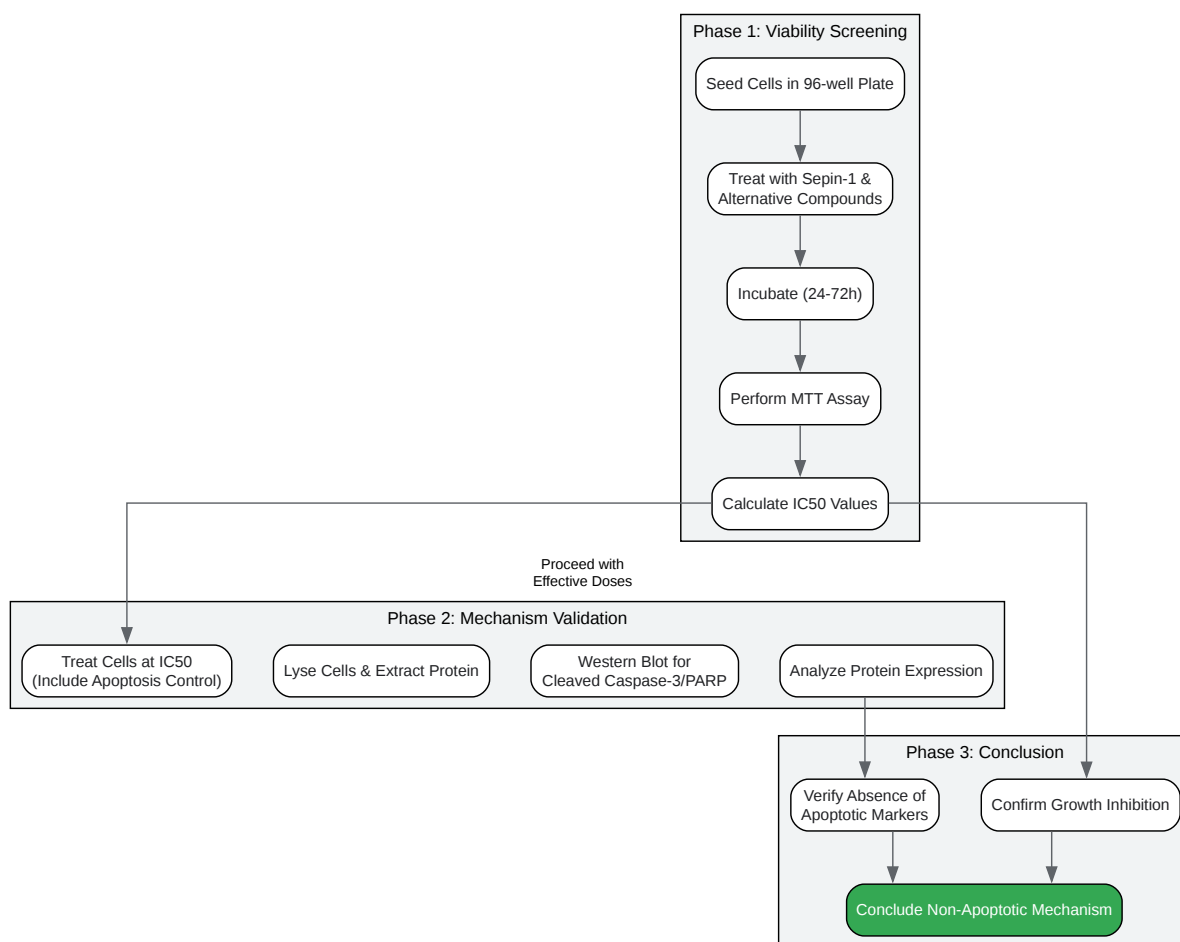 Phase 1: Viability Screening
Seed Cells in 96-well Plate
Treat with Sepin-1 &
Alternative Compounds
Incubate (24-72h)
Perform MTT Assay
Calculate IC50 Values
Proceed with
Effective Doses
Phase 2: Mechanism Validation
Treat Cells at IC50
(Include Apoptosis Control)
Lyse Cells & Extract Protein
Western Blot for
Cleaved Caspase-3/PARP
Analyze Protein Expression
Phase 3: Conclusion
Verify Absence of
Apoptotic Markers
Confirm Growth Inhibition
Conclude Non-Apoptotic Mechanism